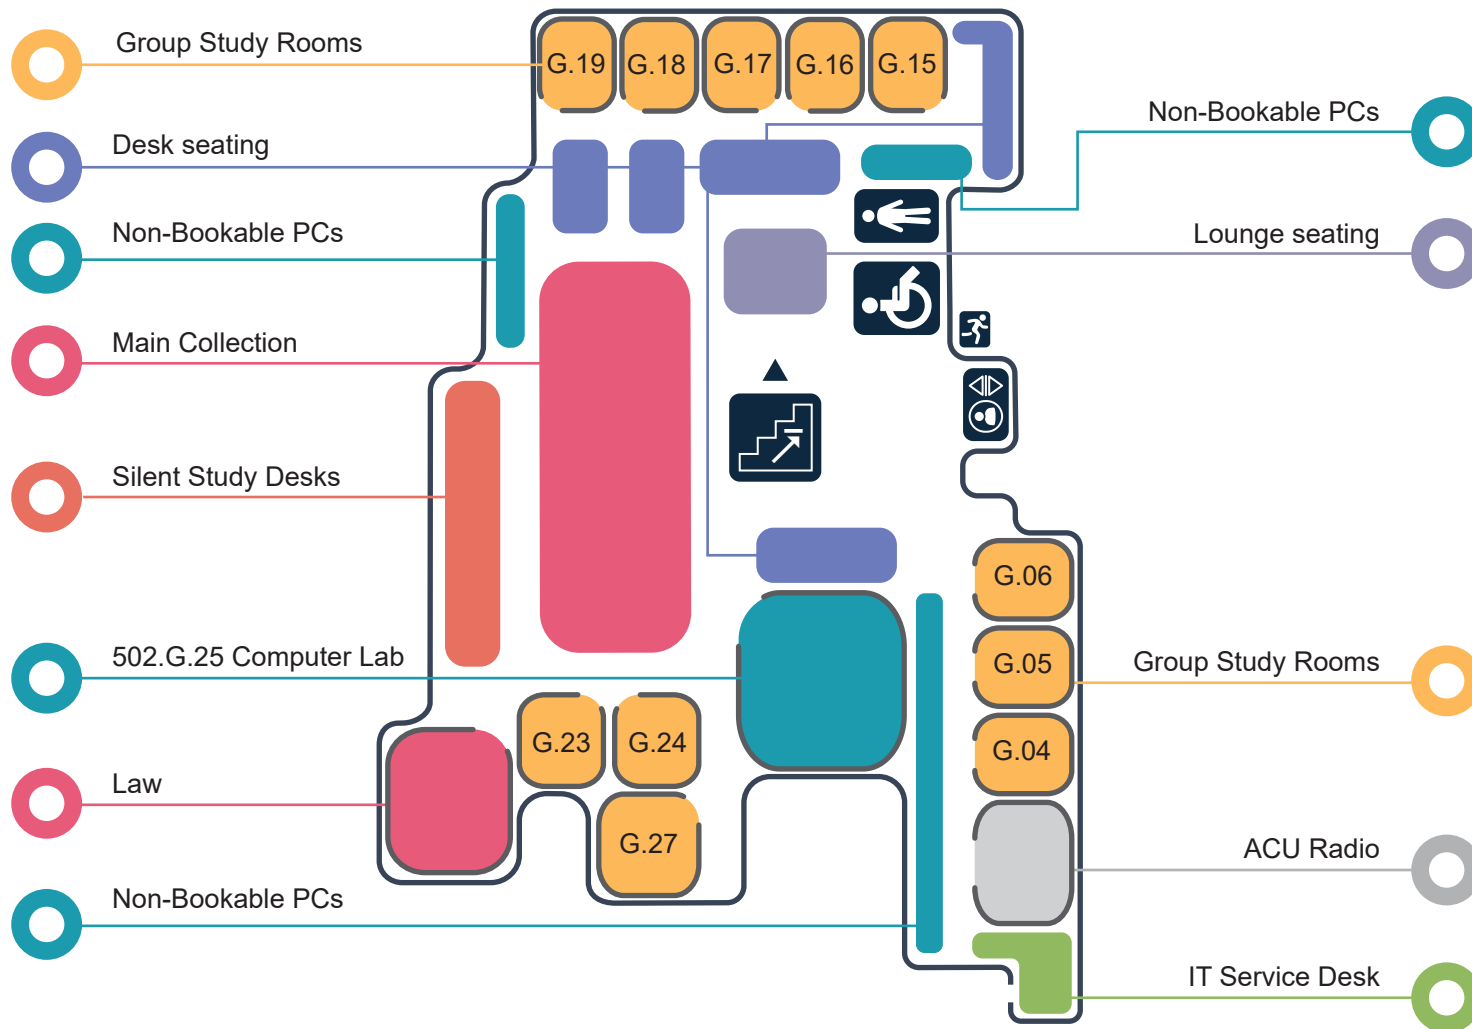 Group Study Rooms
G.19 G.18 G.17 G.16 G.15
Non-Bookable PCs
Desk seating
Non-Bookable PCs
Lounge seating
Main Collection
Silent Study Desks
G.06
502.G.25 Computer Lab
G.05
Group Study Rooms
G.23 G.24
G.04
Law
G.27
ACU Radio
Non-Bookable PCs
IT Service Desk